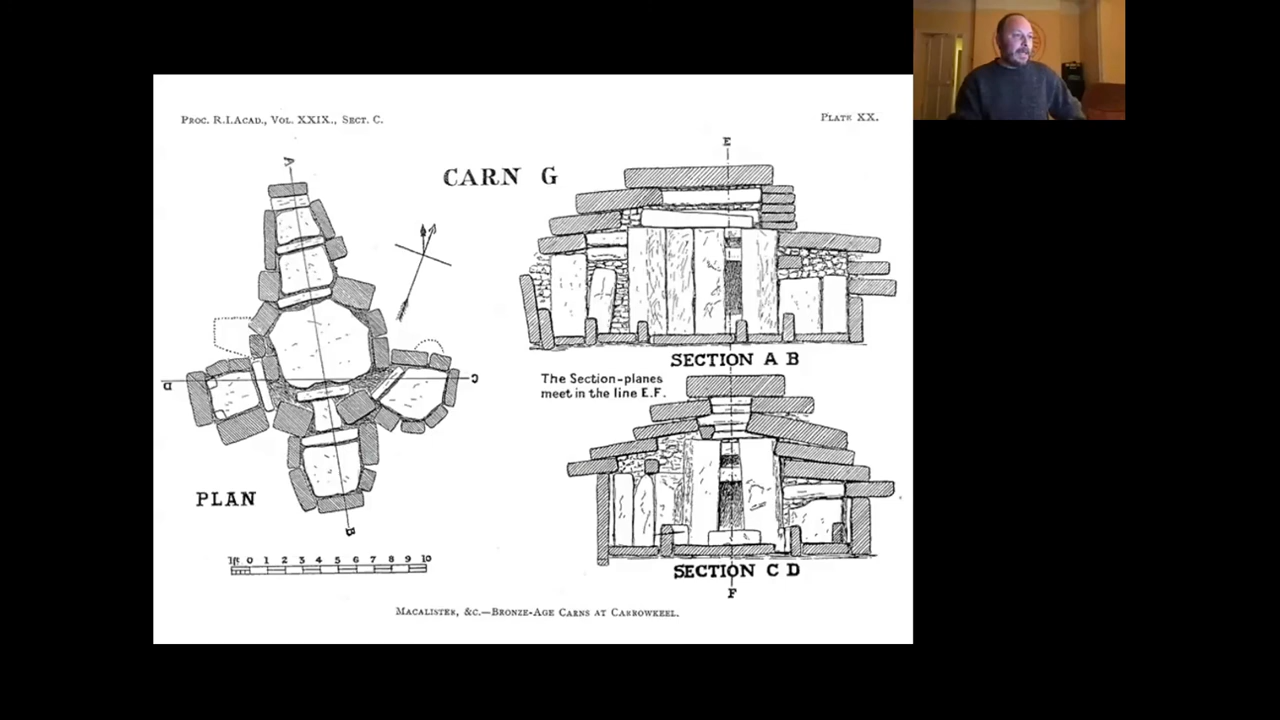 PROC. R.I.ACAD., VOL. XXIX., SECT. C.
PLATE XX.
CARN G
A
E
D
C
B
The Section-planes
meet in the line E.F.
SECTION A B
PLAN
1ft 0 1 2 3 4 5 6 7 8 9 10
SECTION C D
F
MACALISTER, &C.—BRONZE-AGE CARNS AT CARROWKEEL.